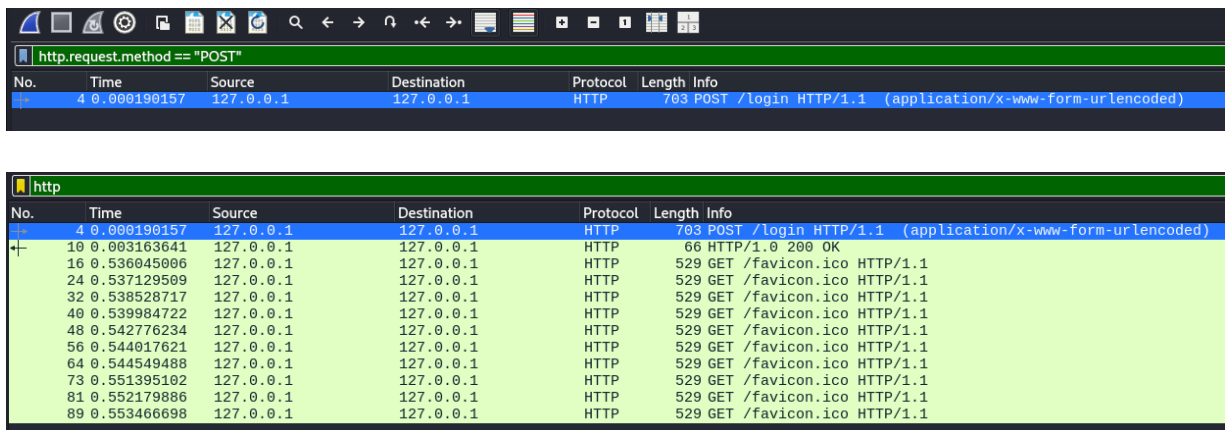 http.request.method == "POST"
No. Time Source Destination Protocol Length Info
4 0.000190157 127.0.0.1 127.0.0.1 HTTP 703 POST /login HTTP/1.1 (application/x-www-form-urlencoded)
http
No. Time Source Destination Protocol Length Info
4 0.000190157 127.0.0.1 127.0.0.1 HTTP 703 POST /login HTTP/1.1 (application/x-www-form-urlencoded)
10 0.003163641 127.0.0.1 127.0.0.1 HTTP 66 HTTP/1.0 200 OK
16 0.536045006 127.0.0.1 127.0.0.1 HTTP 529 GET /favicon.ico HTTP/1.1
24 0.537129509 127.0.0.1 127.0.0.1 HTTP 529 GET /favicon.ico HTTP/1.1
32 0.538528717 127.0.0.1 127.0.0.1 HTTP 529 GET /favicon.ico HTTP/1.1
40 0.539984722 127.0.0.1 127.0.0.1 HTTP 529 GET /favicon.ico HTTP/1.1
48 0.542776234 127.0.0.1 127.0.0.1 HTTP 529 GET /favicon.ico HTTP/1.1
56 0.544017621 127.0.0.1 127.0.0.1 HTTP 529 GET /favicon.ico HTTP/1.1
64 0.544549488 127.0.0.1 127.0.0.1 HTTP 529 GET /favicon.ico HTTP/1.1
73 0.551395102 127.0.0.1 127.0.0.1 HTTP 529 GET /favicon.ico HTTP/1.1
81 0.552179886 127.0.0.1 127.0.0.1 HTTP 529 GET /favicon.ico HTTP/1.1
89 0.553466698 127.0.0.1 127.0.0.1 HTTP 529 GET /favicon.ico HTTP/1.1